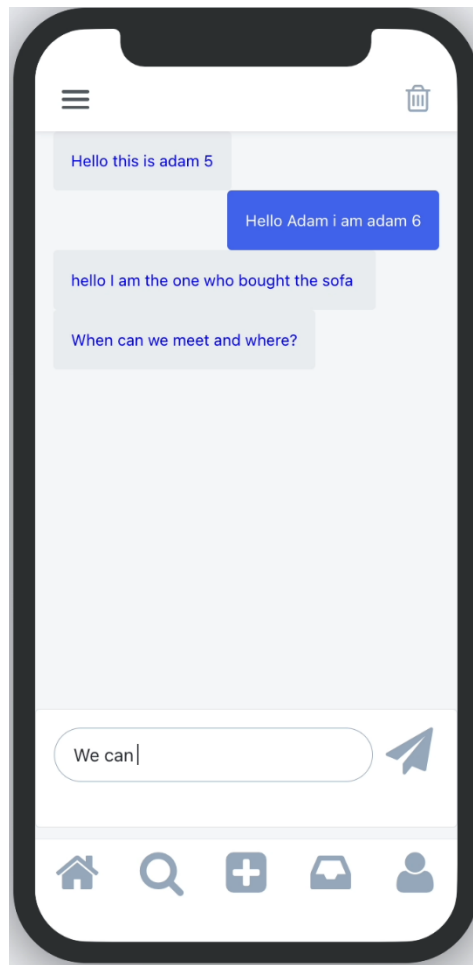 Hello this is adam 5
Hello Adam i am adam 6
hello I am the one who bought the sofa
When can we meet and where?
We can